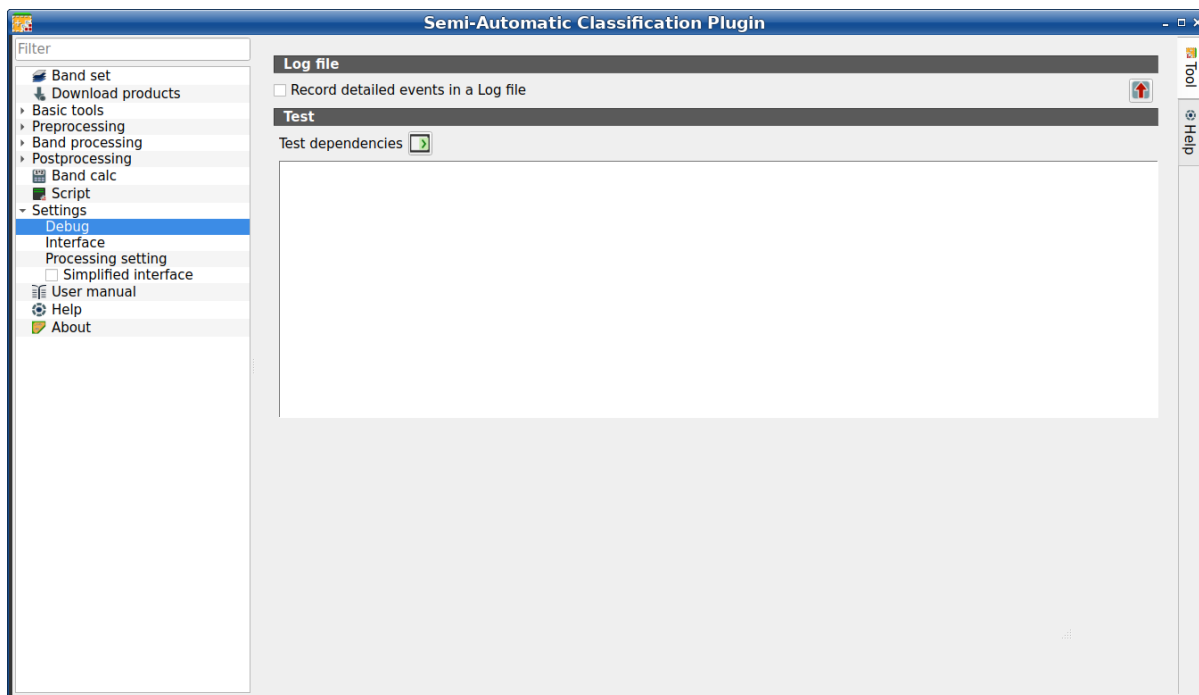 Semi-Automatic Classification Plugin
Filter
Band set
Download products
Basic tools
Preprocessing
Band processing
Postprocessing
Band calc
Script
Settings
Debug
Interface
Processing setting
Simplified interface
User manual
Help
About
Log file
Record detailed events in a Log file
Test
Test dependencies
Tool
Help